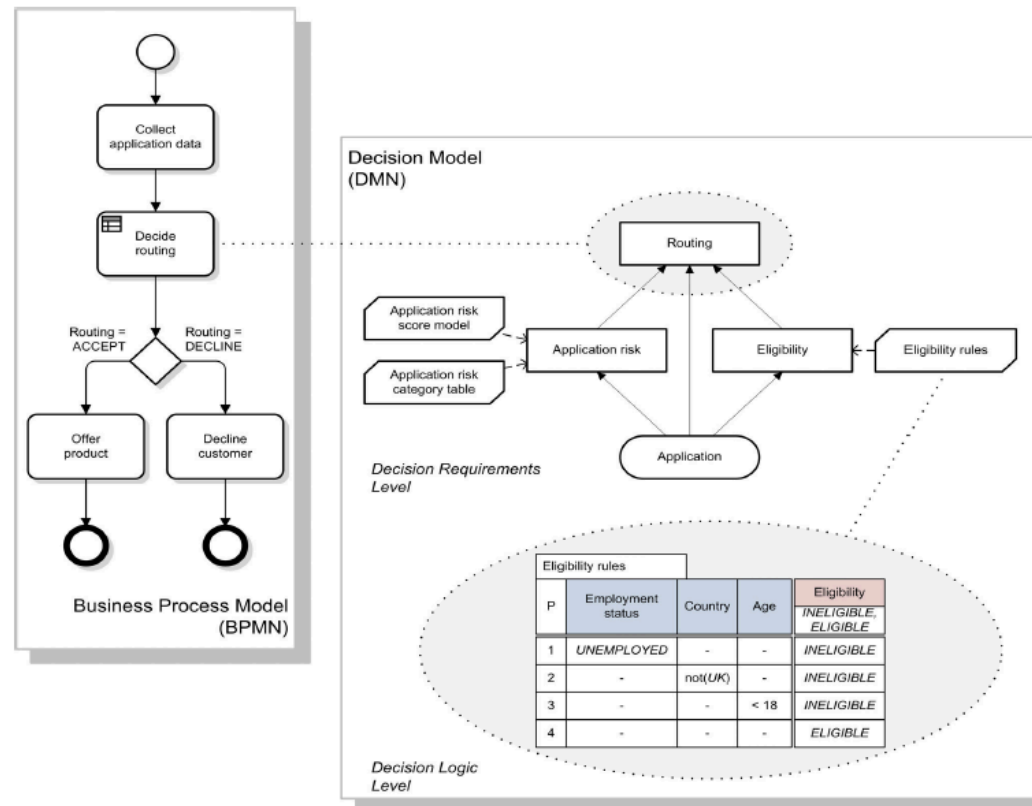 Collect
application data
Decide
routing
Routing =
ACCEPT
Routing =
DECLINE
Offer
product
Decline
customer
Business Process Model
(BPMN)
Decision Model
(DMN)
Routing
Application risk
score model
Application risk
category table
Application risk
Eligibility
Eligibility rules
Application
Decision Requirements
Level
Eligibility rules
P
Employment
status
Country
Age
Eligibility
INELIGIBLE,
ELIGIBLE
1 UNEMPLOYED - - INELIGIBLE
2 - not(UK) - INELIGIBLE
3 - - < 18 INELIGIBLE
4 - - - ELIGIBLE
Decision Logic
Level